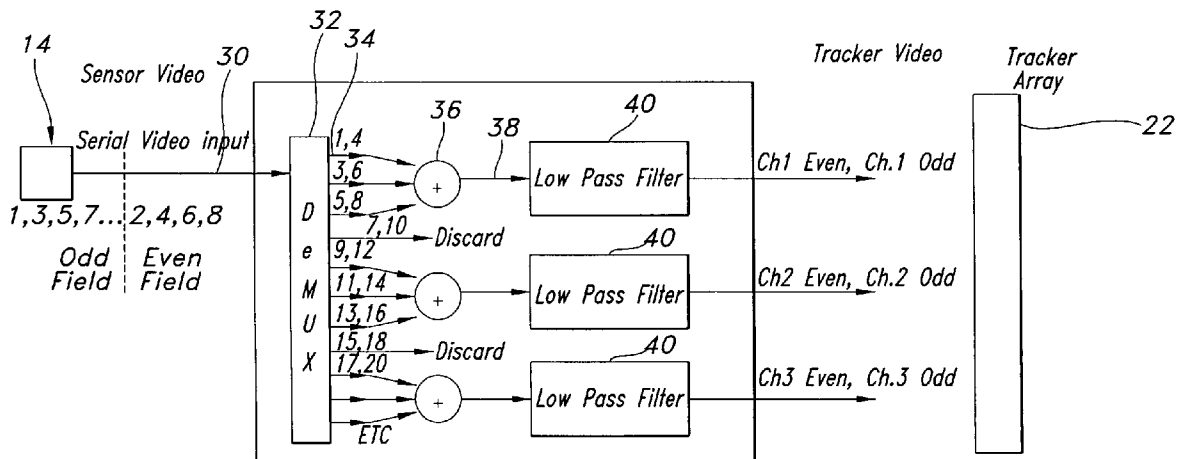 14
Sensor Video
30
32
34
Tracker Video
Tracker
Array
Serial Video input
1,4
36
38
40
22
3,6
Low Pass Filter
Ch1 Even, Ch.1 Odd
5,8
1,3,5,7... 2,4,6,8
7,10
Discard
Odd
Field
Even
Field
DeMUX
9,12
40
11,14
Low Pass Filter
Ch2 Even, Ch.2 Odd
13,16
15,18
Discard
40
17,20
Low Pass Filter
Ch3 Even, Ch.3 Odd
ETC
+
+
+